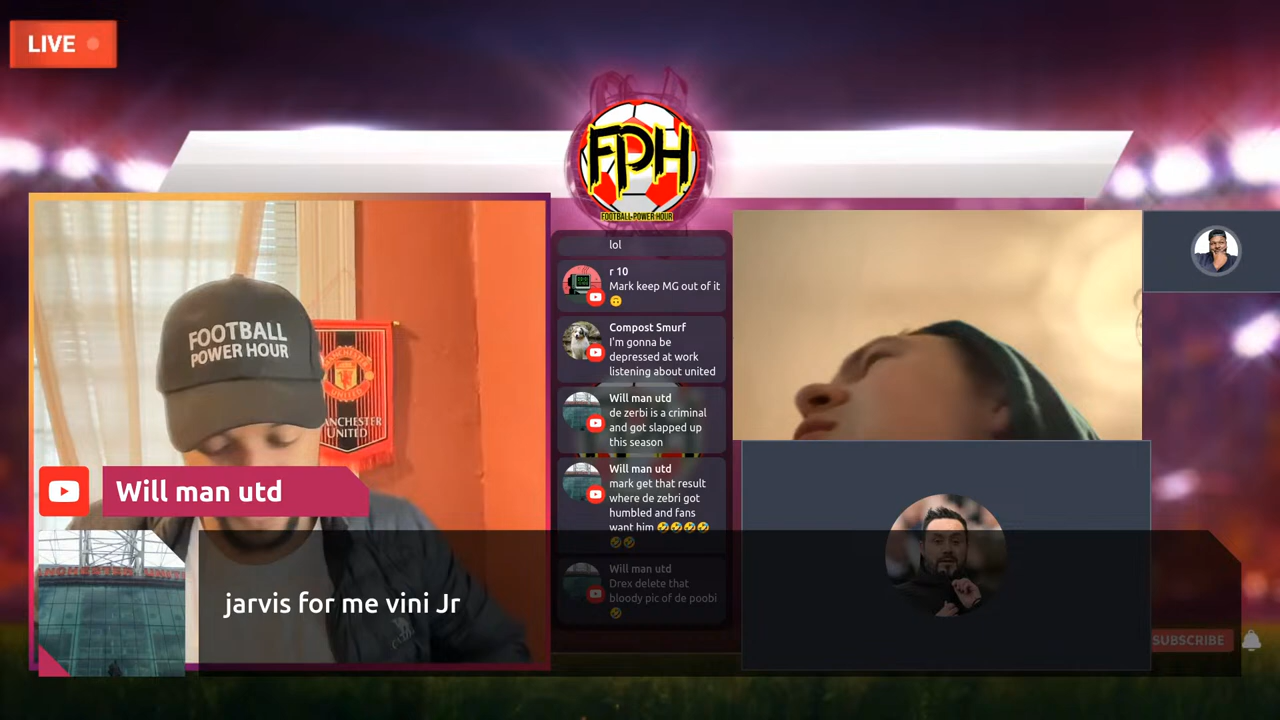 LIVE
FPH
FOOTBALL POWER HOUR
FOOTBALL
POWER HOUR
MANCHESTER
UNITED
lol
r 10
Mark keep MG out of it
🙃
Compost Smurf
I'm gonna be
depressed at work
listening about united
Will man utd
de zerbi is a criminal
and got slapped up
this season
Will man utd
mark get that result
where de zebri got
humbled and fans
want him 🤣🤣🤣🤣
🤣🤣
Will man utd
Drex delete that
bloody pic of de poobi
🤣
Will man utd
jarvis for me vini Jr
SUBSCRIBE